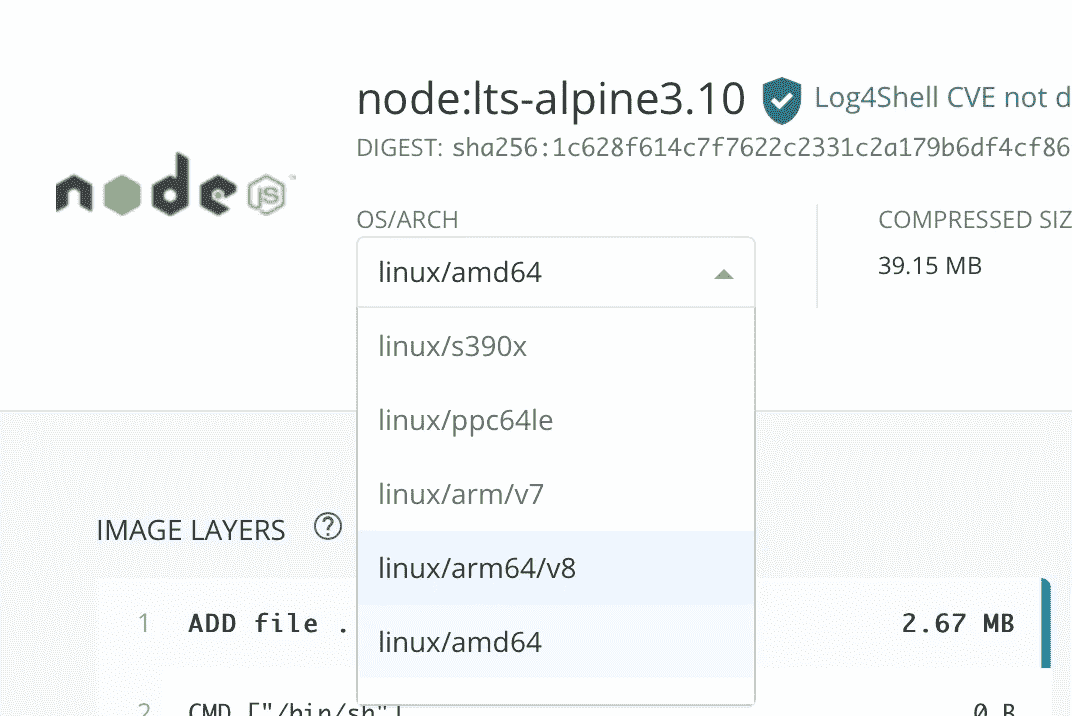 node:lts-alpine3.10 Log4Shell CVE not d
DIGEST: sha256:1c628f614c7f7622c2331c2a179b6df4cf86
node JS
OS/ARCH
linux/amd64
COMPRESSED SIZ
39.15 MB
linux/s390x
linux/ppc64le
linux/arm/v7
linux/arm64/v8
linux/amd64
IMAGE LAYERS ?
1 ADD file . 2.67 MB
2 CMD ["/bin/sh"] 0 B